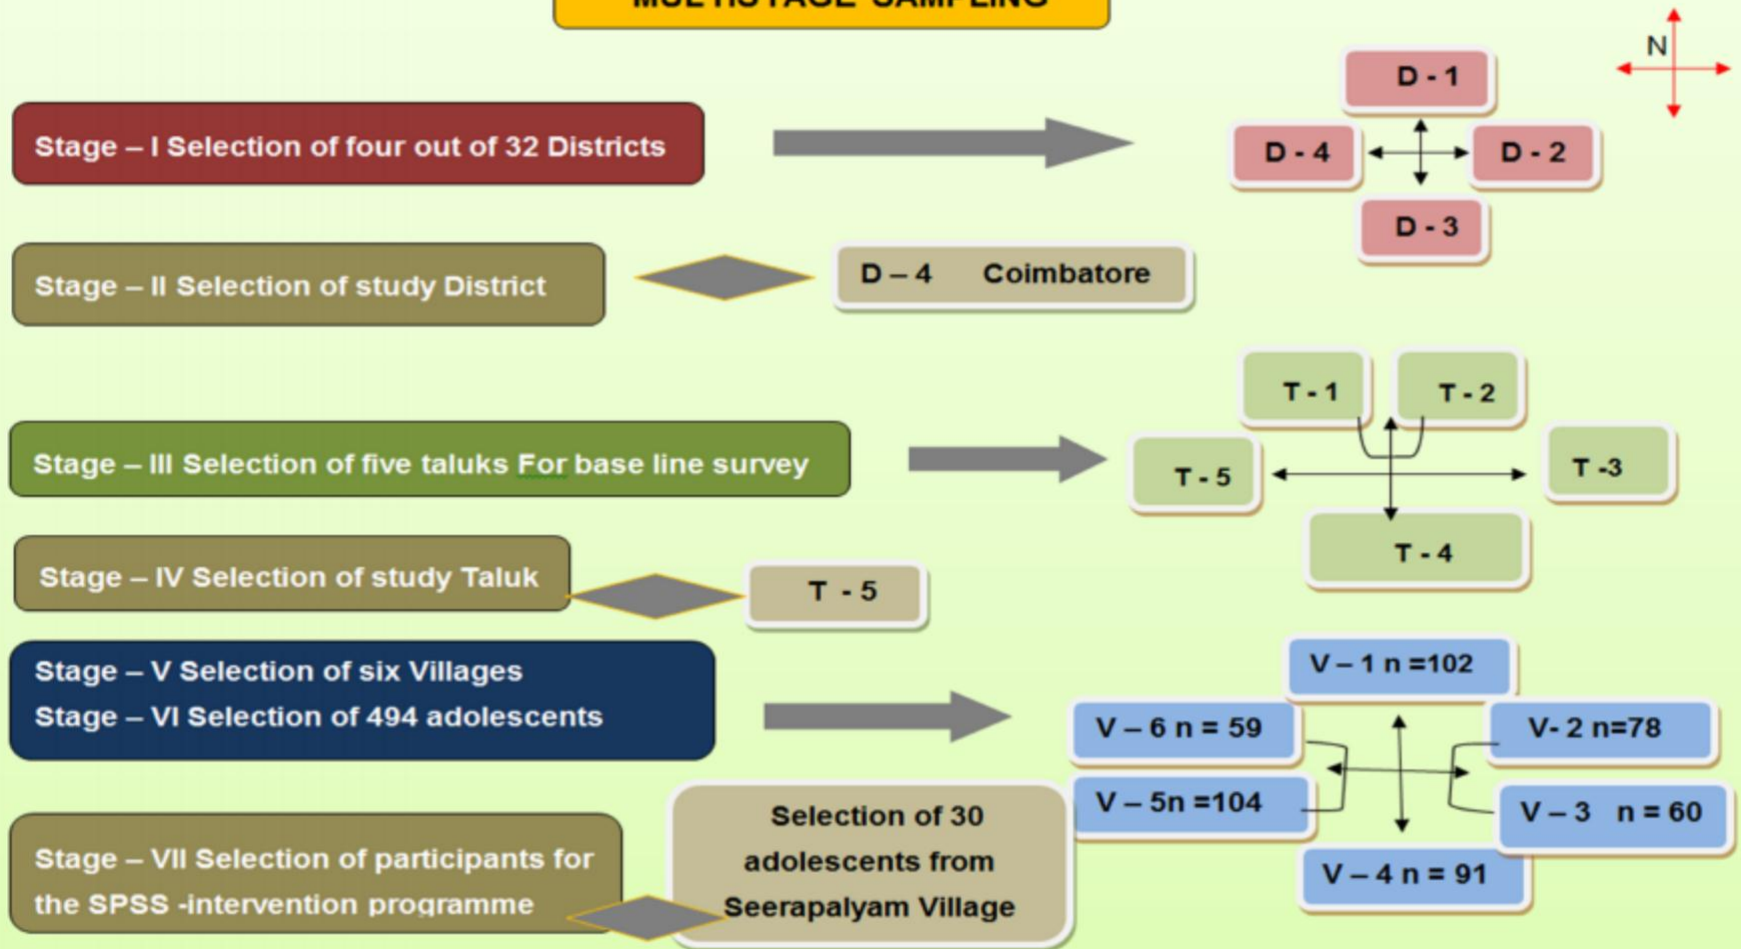 MULTISTAGE SAMPLING
N
Stage – I Selection of four out of 32 Districts
D - 1
D - 4
D - 2
D - 3
Stage – II Selection of study District
D – 4 Coimbatore
Stage – III Selection of five taluks For base line survey
T - 1
T - 2
T - 5
T -3
T - 4
Stage – IV Selection of study Taluk
T - 5
Stage – V Selection of six Villages
Stage – VI Selection of 494 adolescents
V – 1 n =102
V – 6 n = 59
V- 2 n=78
V – 5n =104
V – 3 n = 60
V – 4 n = 91
Stage – VII Selection of participants for
the SPSS -intervention programme
Selection of 30
adolescents from
Seerapalyam Village